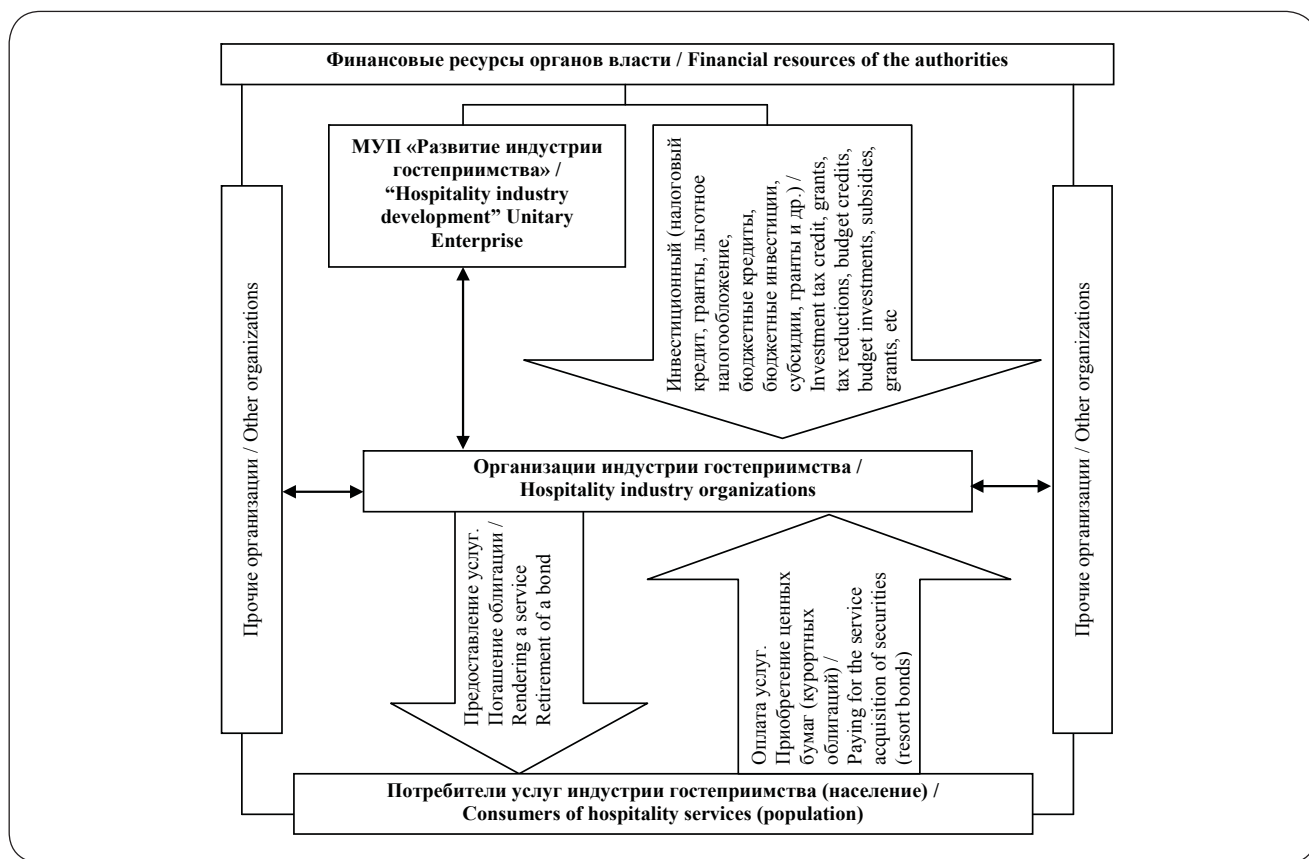 Финансовые ресурсы органов власти / Financial resources of the authorities
МУП «Развитие индустрии
гостеприимства» /
“Hospitality industry
development” Unitary
Enterprise
Инвестиционный (налоговый
кредит, гранты, льготное
налогообложение,
бюджетные кредиты,
бюджетные инвестиции,
субсидии, гранты и др.) /
Investment tax credit, grants,
tax reductions, budget credits,
budget investments, subsidies,
grants, etc
Прочие организации / Other organizations
Прочие организации / Other organizations
Организации индустрии гостеприимства /
Hospitality industry organizations
Предоставление услуг.
Погашение облигации /
Rendering a service
Retirement of a bond
Оплата услуг.
Приобретение ценных
бумаг (курортных
облигаций) /
Paying for the service
acquisition of securities
(resort bonds)
Потребители услуг индустрии гостеприимства (население) /
Consumers of hospitality services (population)